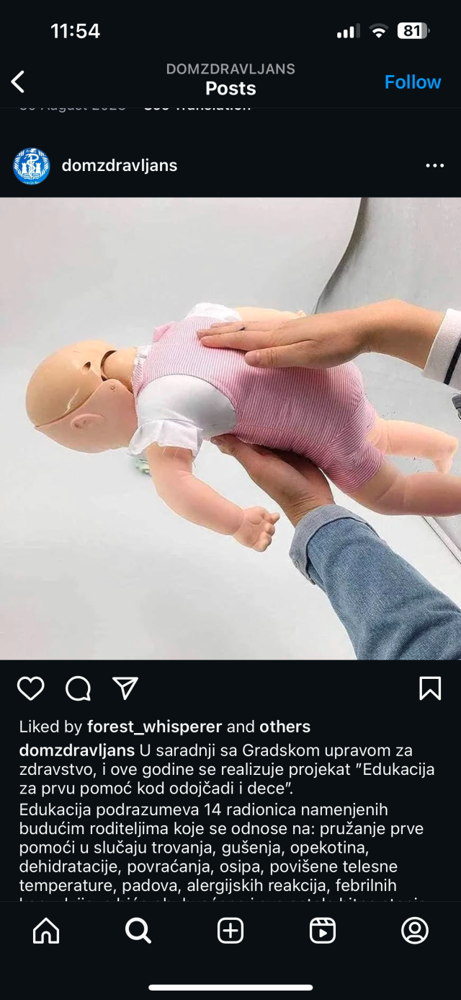 11:54
81
DOMZDRAVLJANS
Posts
Follow
domzdravljans
Liked by forest_whisperer and others
domzdravljans U saradnji sa Gradskom upravom za
zdravstvo, i ove godine se realizuje projekat ”Edukacija
za prvu pomoć kod odojčadi i dece”.
Edukacija podrazumeva 14 radionica namenjenih
budućim roditeljima koje se odnose na: pružanje prve
pomoći u slučaju trovanja, gušenja, opekotina,
dehidratacije, povraćanja, osipa, povišene telesne
temperature, padova, alergijskih reakcija, febrilnih